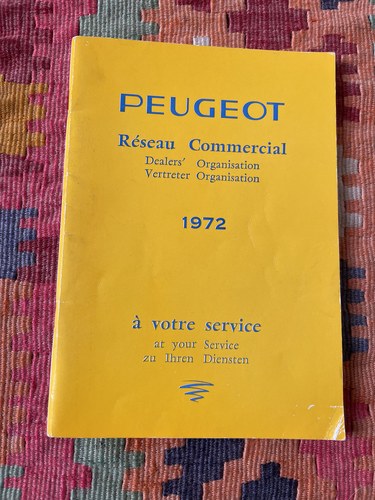 PEUGEOT
Réseau Commercial
Dealers' Organisation
Vertreter Organisation
1972
à votre service
at your Service
zu Ihren Diensten